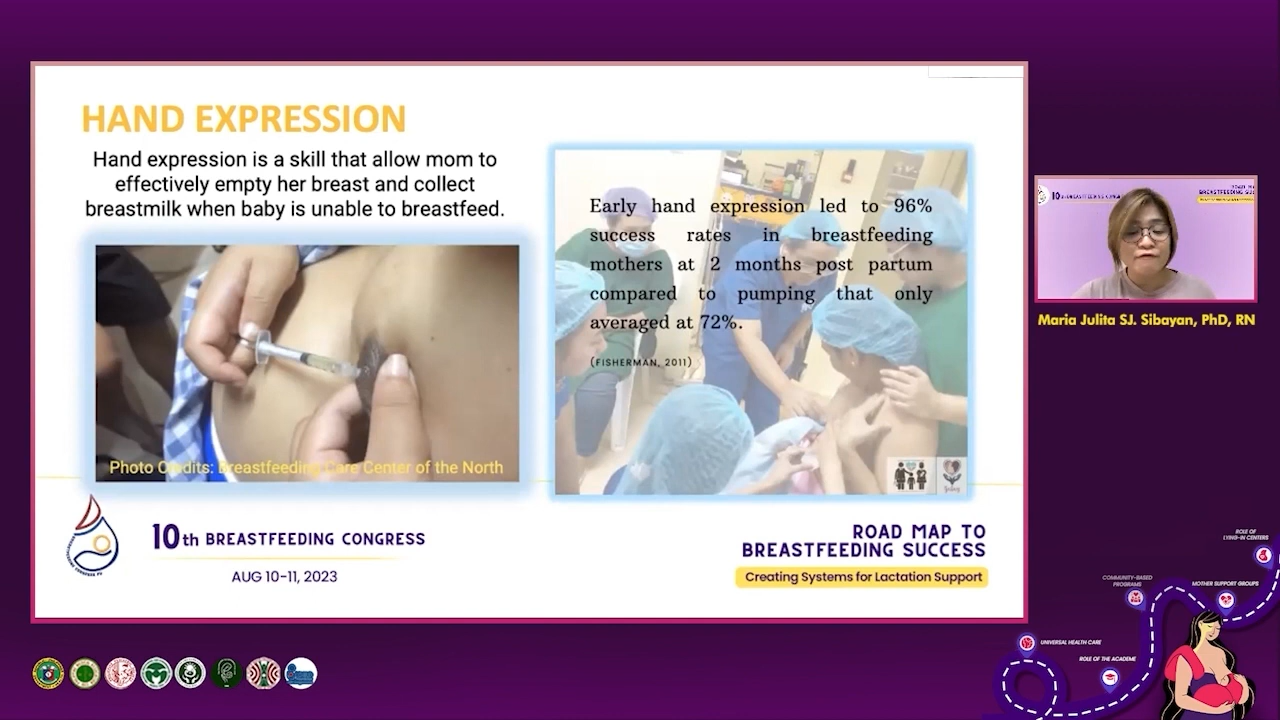 HAND EXPRESSION
Hand expression is a skill that allow mom to
effectively empty her breast and collect
breastmilk when baby is unable to breastfeed.
Photo Credits: Breastfeeding Care Center of the North
Early hand expression led to 96%
success rates in breastfeeding
mothers at 2 months post partum
compared to pumping that only
averaged at 72%.
(FISHERMAN, 2011)
10th BREASTFEEDING CONGRESS
AUG 10-11, 2023
ROAD MAP TO
BREASTFEEDING SUCCESS
Creating Systems for Lactation Support
Maria Julita SJ. Sibayan, PhD, RN
ROLE OF
LYING-IN CENTERS
COMMUNITY-BASED
PROGRAMS
MOTHER SUPPORT GROUPS
UNIVERSAL HEALTH CARE
ROLE OF THE ACADEME